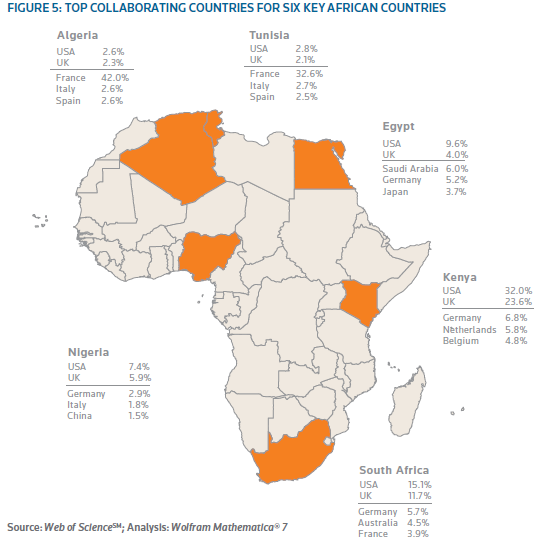 FIGURE 5: TOP COLLABORATING COUNTRIES FOR SIX KEY AFRICAN COUNTRIES
Algeria
USA 2.6%
UK 2.3%
France 42.0%
Italy 2.6%
Spain 2.6%
Tunisia
USA 2.8%
UK 2.1%
France 32.6%
Italy 2.7%
Spain 2.5%
Egypt
USA 9.6%
UK 4.0%
Saudi Arabia 6.0%
Germany 5.2%
Japan 3.7%
Kenya
USA 32.0%
UK 23.6%
Germany 6.8%
Netherlands 5.8%
Belgium 4.8%
Nigeria
USA 7.4%
UK 5.9%
Germany 2.9%
Italy 1.8%
China 1.5%
South Africa
USA 15.1%
UK 11.7%
Germany 5.7%
Australia 4.5%
France 3.9%
Source: Web of Science℠; Analysis: Wolfram Mathematica® 7